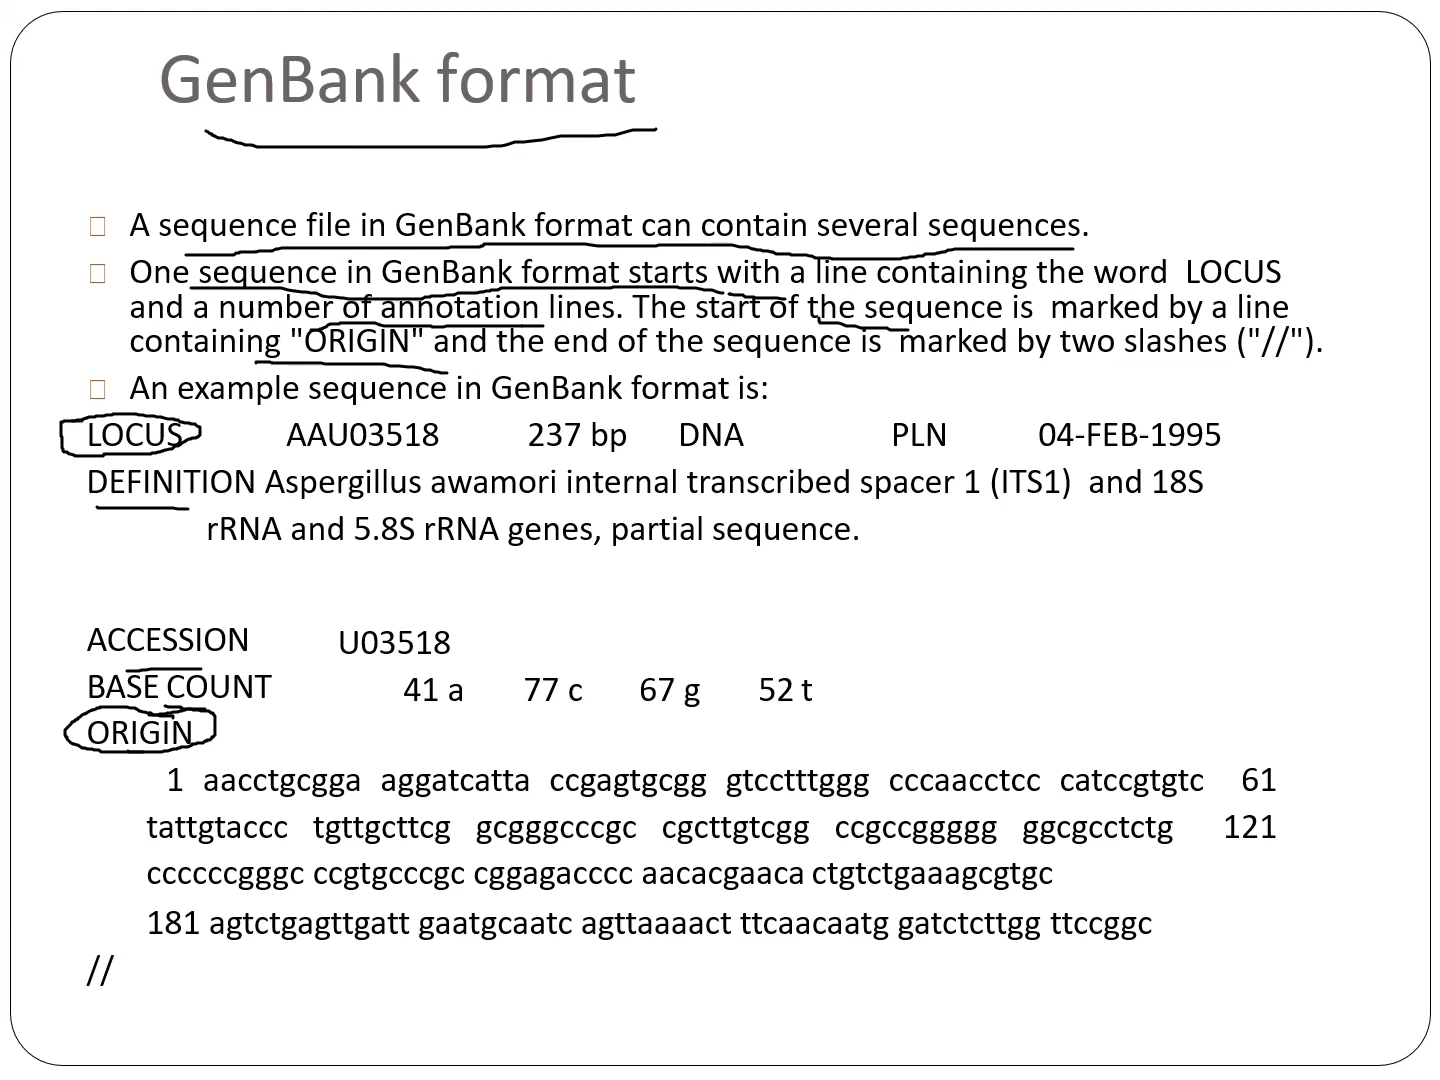 GenBank format
A sequence file in GenBank format can contain several sequences.
One sequence in GenBank format starts with a line containing the word LOCUS
and a number of annotation lines. The start of the sequence is marked by a line
containing "ORIGIN" and the end of the sequence is marked by two slashes ("//").
An example sequence in GenBank format is:
LOCUS AAU03518 237 bp DNA PLN 04-FEB-1995
DEFINITION Aspergillus awamori internal transcribed spacer 1 (ITS1) and 18S
rRNA and 5.8S rRNA genes, partial sequence.
ACCESSION U03518
BASE COUNT 41 a 77 c 67 g 52 t
ORIGIN
1 aacctgcgga aggatcatta ccgagtgcgg gtcctttggg cccaacctcc catccgtgtc 61
tattgtaccc tgttgcttcg gcgggcccgc cgcttgtcgg ccgccggggg ggcgcctctg 121
ccccccgggc ccgtgcccgc cggagacccc aacacgaaca ctgtctgaaagcgtgc
181 agtctgagttgatt gaatgcaatc agttaaaact ttcaacaatg gatctcttgg ttccggc
//